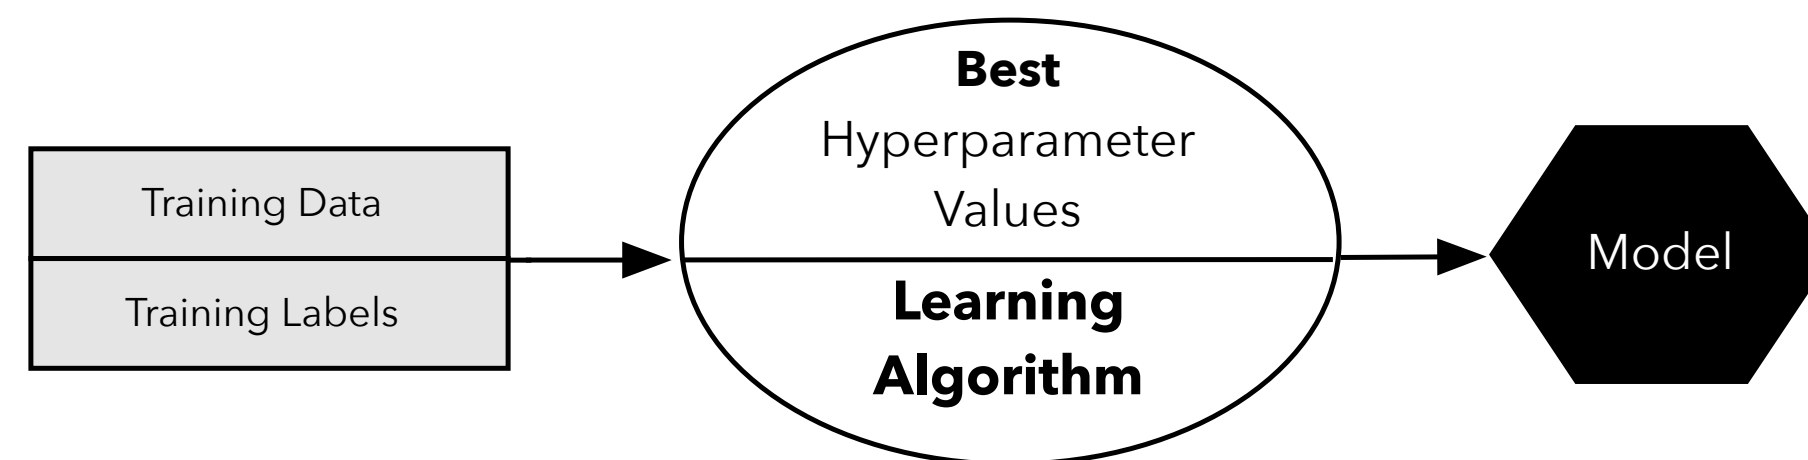 Training Data
Training Labels
Best
Hyperparameter
Values
Learning
Algorithm
Model